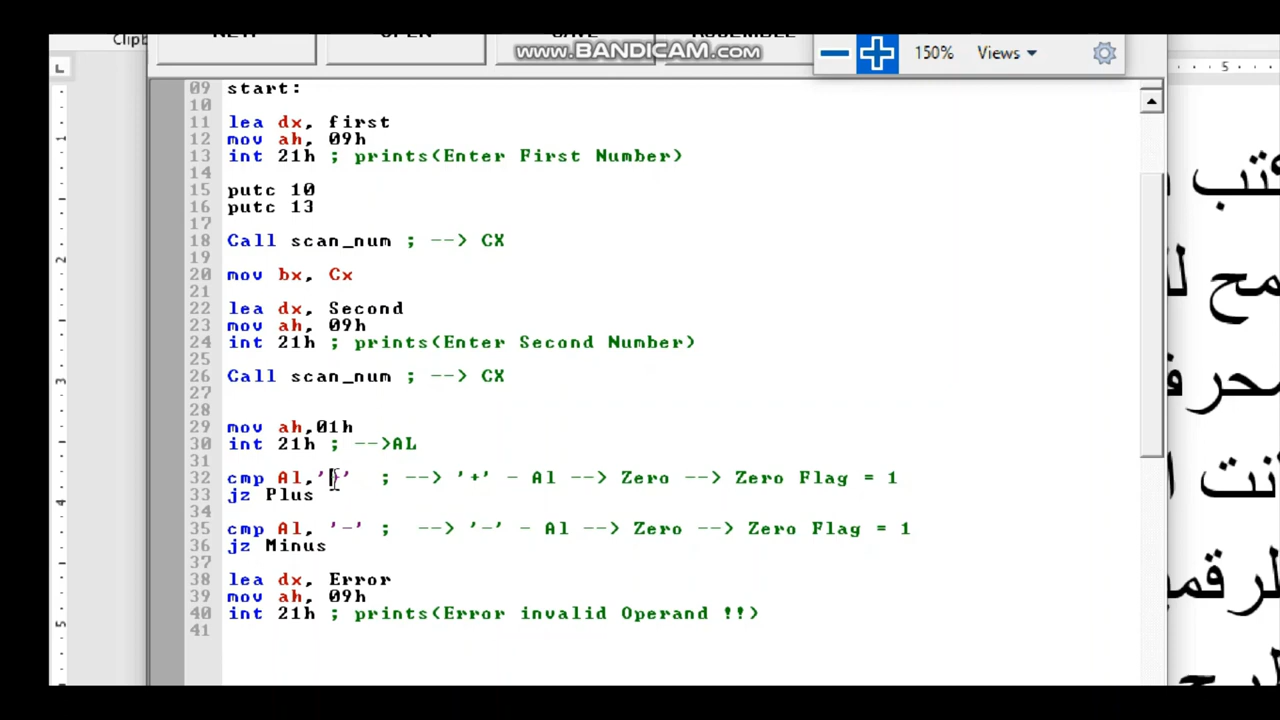 Clipb
www.BANDICAM.com
150% Views
5
09 start:
10
11 lea dx, first
12 mov ah, 09h
13 int 21h ; prints(Enter First Number)
14
15 putc 10
16 putc 13
17
18 Call scan_num ; --> CX
19
20 mov bx, Cx
21
22 lea dx, Second
23 mov ah, 09h
24 int 21h ; prints(Enter Second Number)
25
26 Call scan_num ; --> CX
27
28
29 mov ah,01h
30 int 21h ; -->AL
31
32 cmp Al,'+' ; --> '+' - Al --> Zero --> Zero Flag = 1
33 jz Plus
34
35 cmp Al, '-' ; --> '-' - Al --> Zero --> Zero Flag = 1
36 jz Minus
37
38 lea dx, Error
39 mov ah, 09h
40 int 21h ; prints(Error invalid Operand !!)
41